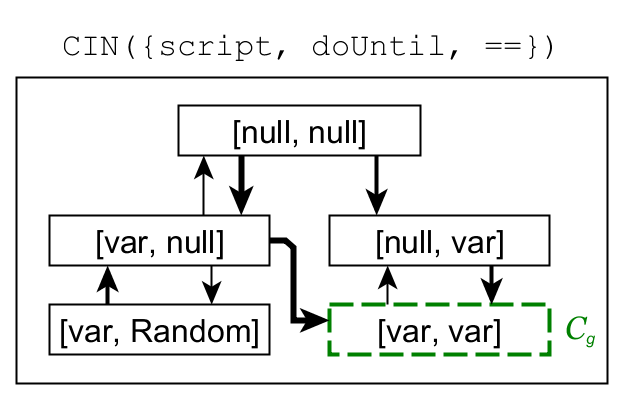 CIN({script, doUntil, ==})
[null, null]
[var, null] [null, var]
[var, Random] [var, var] Cg